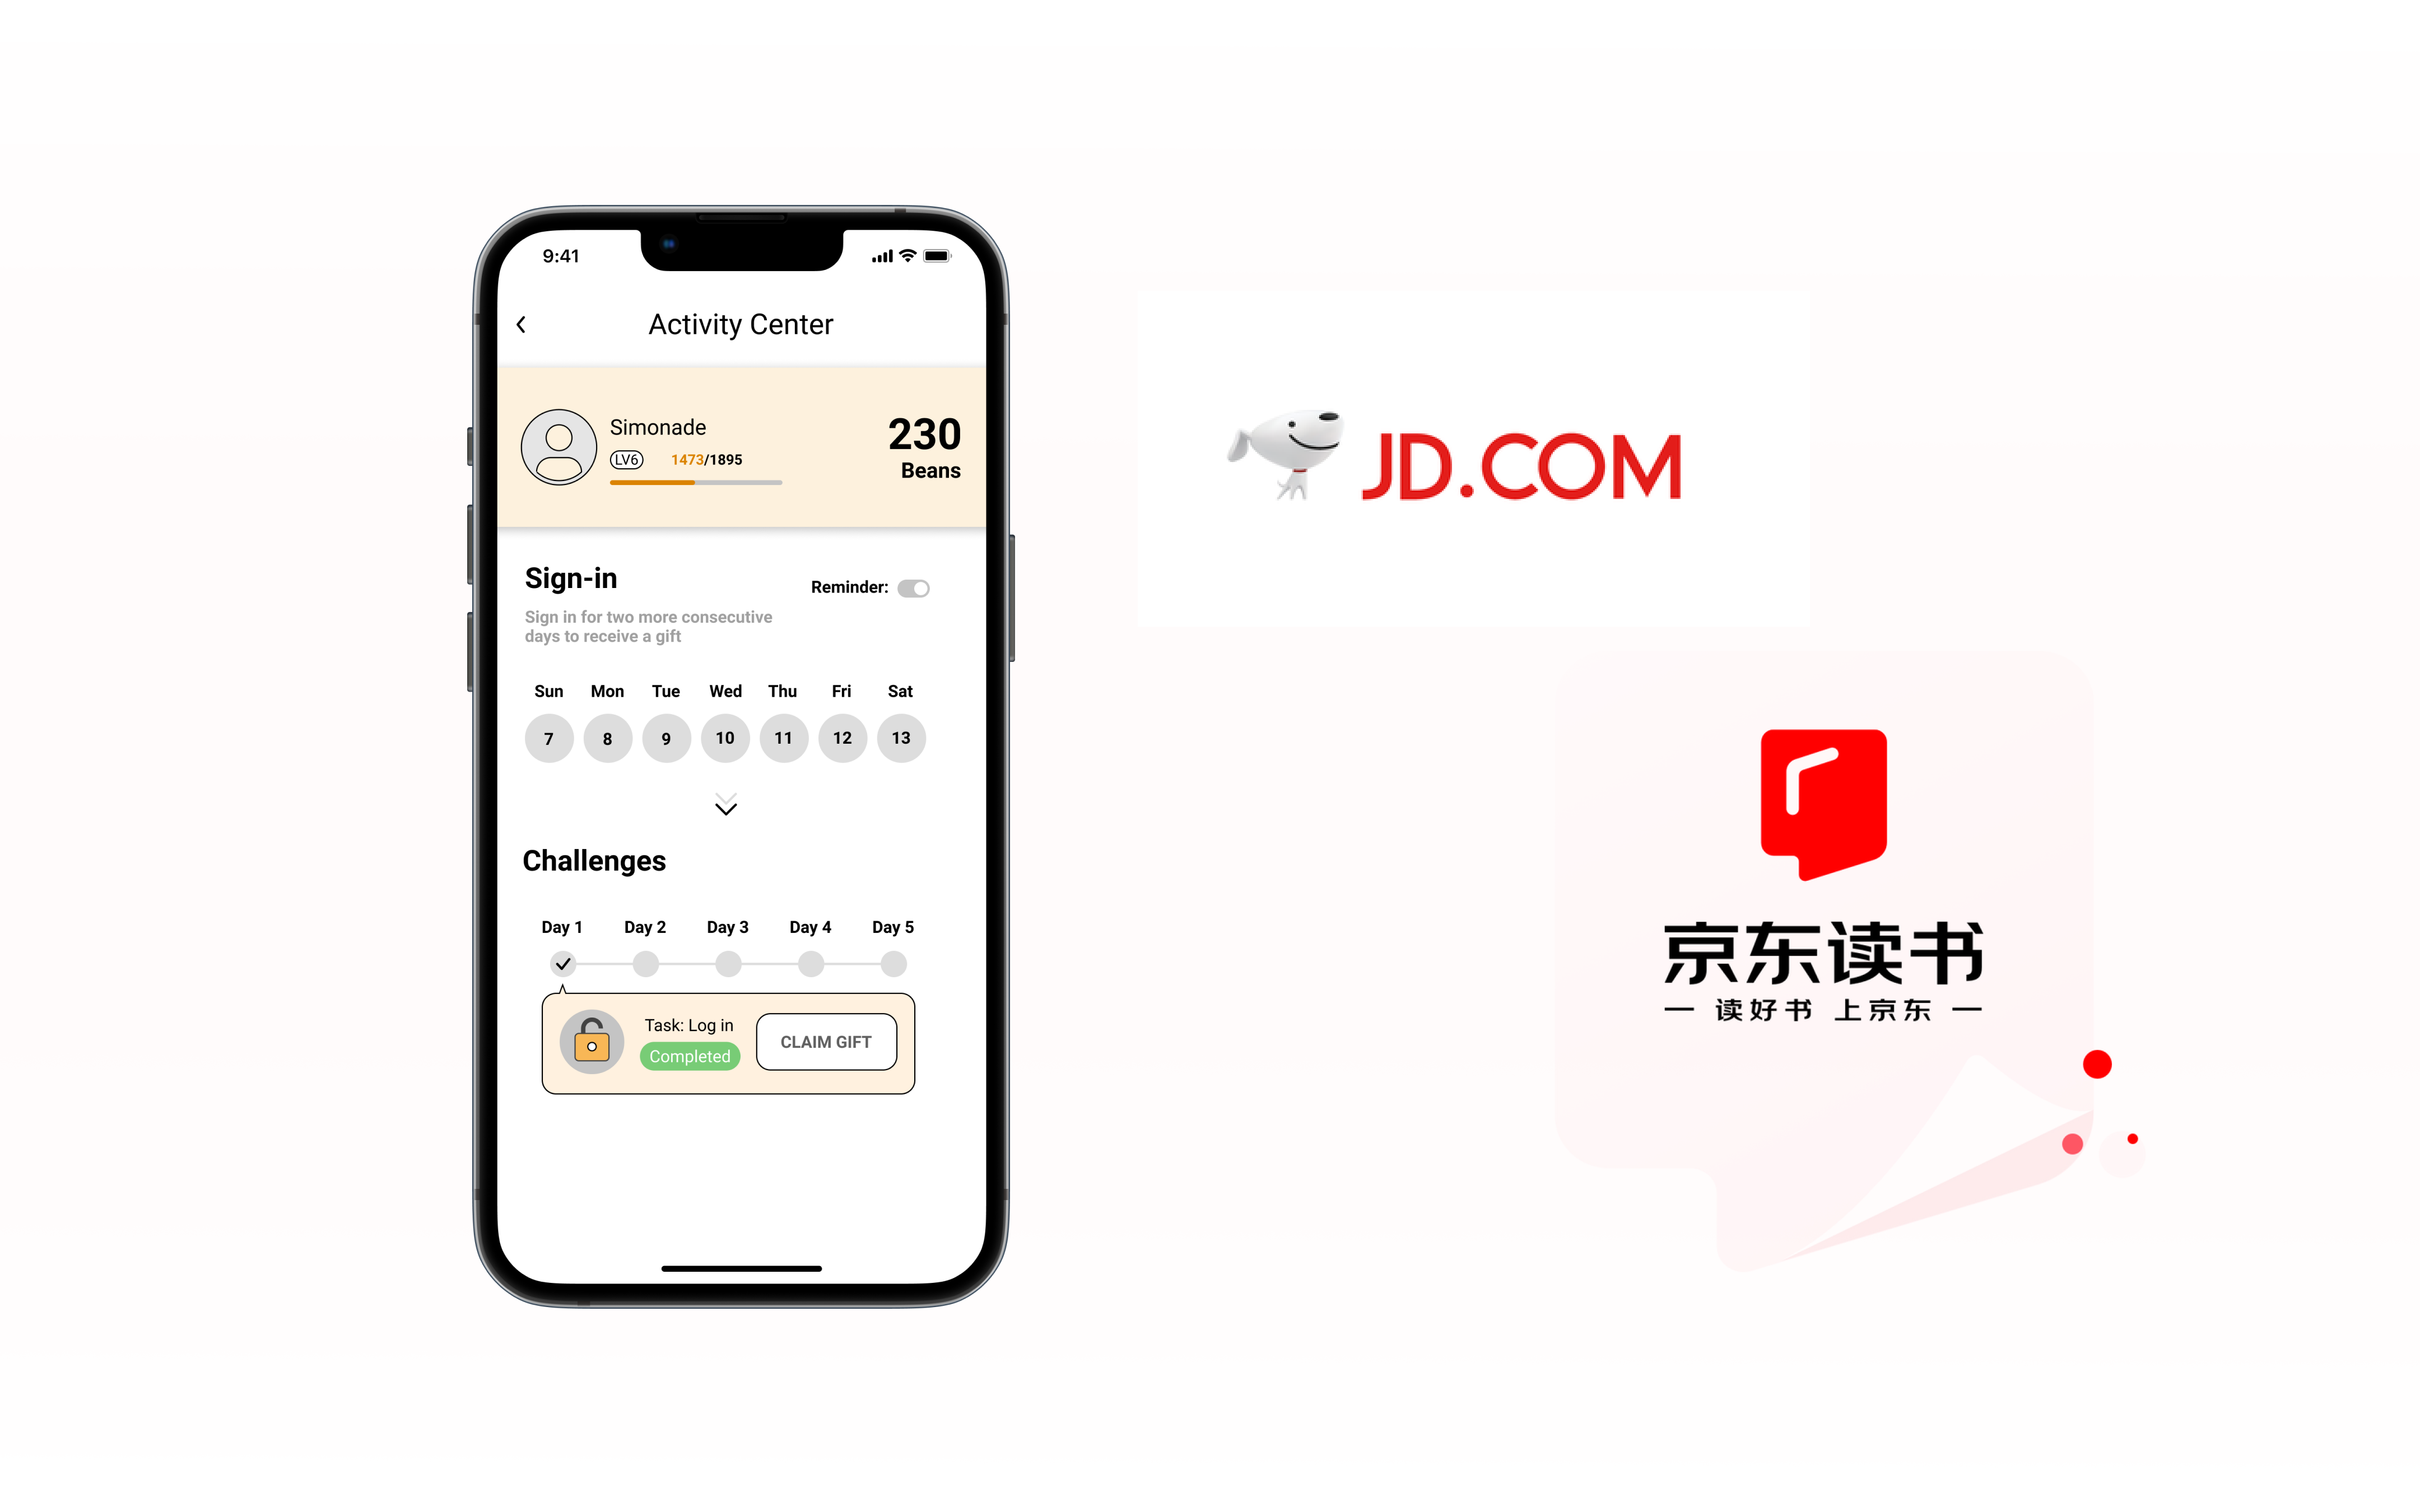 9:41
Activity Center
Simonade
230
LV6 1473/1895
Beans
Sign-in
Reminder:
Sign in for two more consecutive
days to receive a gift
Sun Mon Tue Wed Thu Fri Sat
7 8 9 10 11 12 13
Challenges
Day 1 Day 2 Day 3 Day 4 Day 5
Task: Log in
Completed
CLAIM GIFT
JD.COM
京东读书
— 读好书 上京东 —